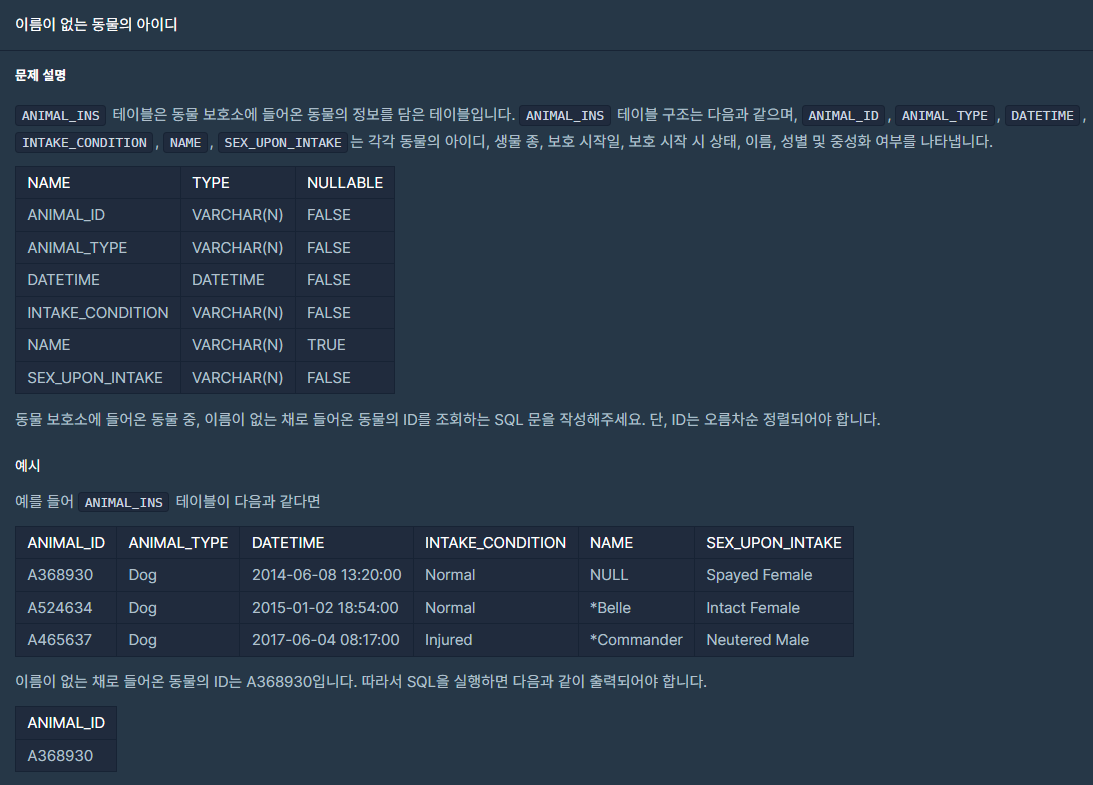 이름이 없는 동물의 아이디
문제 설명
ANIMAL_INS 테이블은 동물 보호소에 들어온 동물의 정보를 담은 테이블입니다. ANIMAL_INS 테이블 구조는 다음과 같으며, ANIMAL_ID, ANIMAL_TYPE, DATETIME,
INTAKE_CONDITION, NAME, SEX_UPON_INTAKE는 각각 동물의 아이디, 생물 종, 보호 시작일, 보호 시작 시 상태, 이름, 성별 및 중성화 여부를 나타냅니다.
NAME TYPE NULLABLE
ANIMAL_ID VARCHAR(N) FALSE
ANIMAL_TYPE VARCHAR(N) FALSE
DATETIME DATETIME FALSE
INTAKE_CONDITION VARCHAR(N) FALSE
NAME VARCHAR(N) TRUE
SEX_UPON_INTAKE VARCHAR(N) FALSE
동물 보호소에 들어온 동물 중, 이름이 없는 채로 들어온 동물의 ID를 조회하는 SQL 문을 작성해주세요. 단, ID는 오름차순 정렬되어야 합니다.
예시
예를 들어 ANIMAL_INS 테이블이 다음과 같다면
ANIMAL_ID ANIMAL_TYPE DATETIME INTAKE_CONDITION NAME SEX_UPON_INTAKE
A368930 Dog 2014-06-08 13:20:00 Normal NULL Spayed Female
A524634 Dog 2015-01-02 18:54:00 Normal *Belle Intact Female
A465637 Dog 2017-06-04 08:17:00 Injured *Commander Neutered Male
이름이 없는 채로 들어온 동물의 ID는 A368930입니다. 따라서 SQL을 실행하면 다음과 같이 출력되어야 합니다.
ANIMAL_ID
A368930